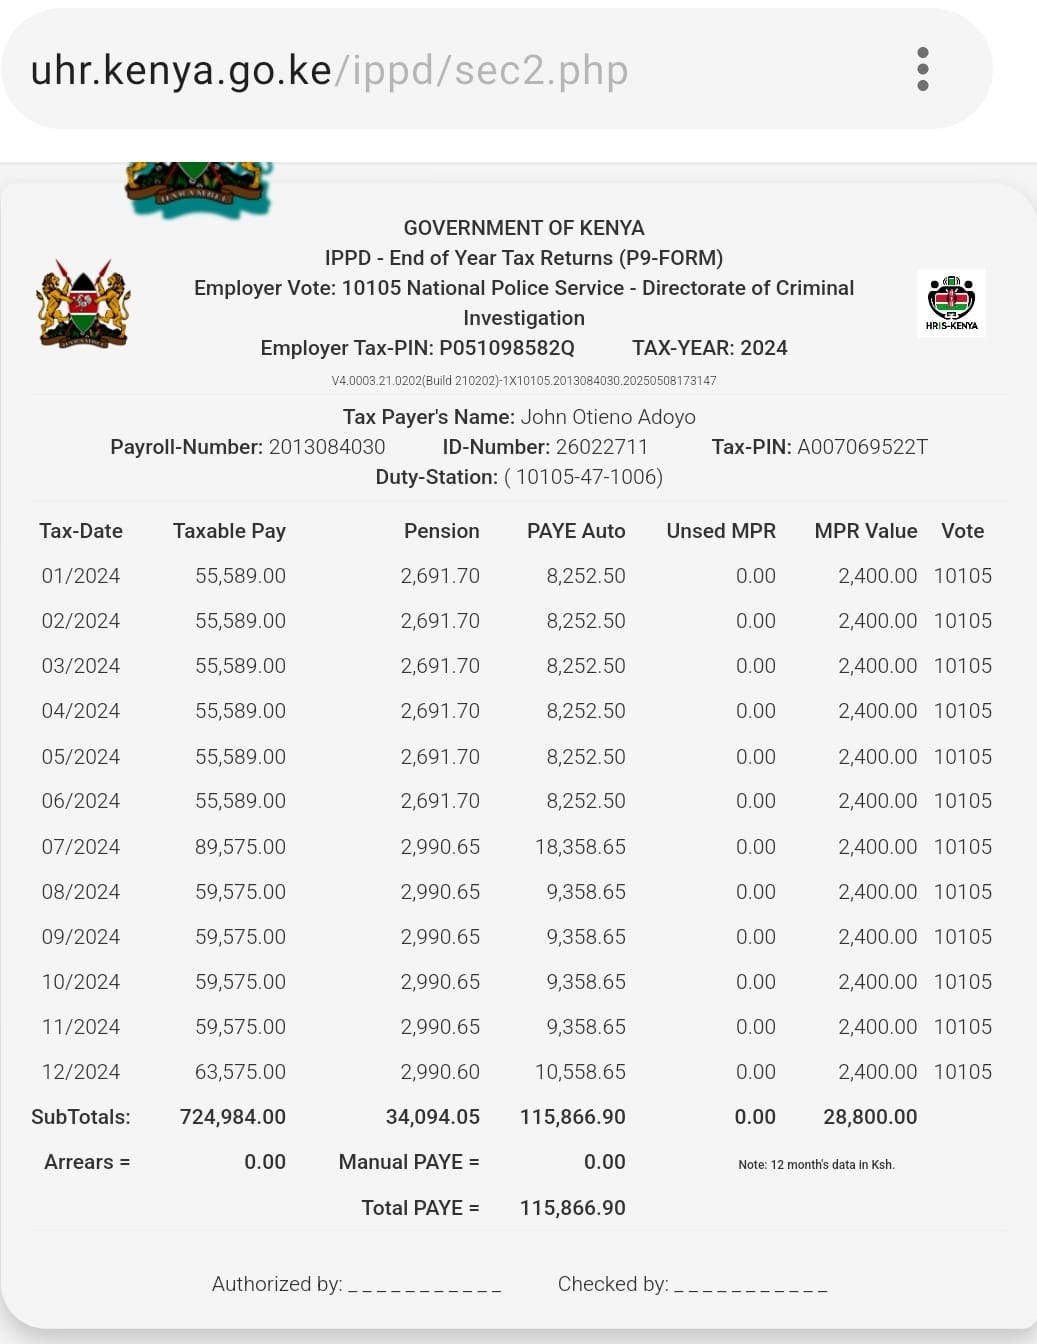 uhr.kenya.go.ke/ippd/sec2.php
GOVERNMENT OF KENYA
IPPD - End of Year Tax Returns (P9-FORM)
Employer Vote: 10105 National Police Service - Directorate of Criminal
Investigation
Employer Tax-PIN: P051098582Q TAX-YEAR: 2024
HRIS-KENYA
V4.0003.21.0202(Build 210202)-1X10105.2013084030.20250508173147
Tax Payer's Name: John Otieno Adoyo
Payroll-Number: 2013084030 ID-Number: 26022711 Tax-PIN: A007069522T
Duty-Station: ( 10105-47-1006)
Tax-Date Taxable Pay Pension PAYE Auto Unsed MPR MPR Value Vote
01/2024 55,589.00 2,691.70 8,252.50 0.00 2,400.00 10105
02/2024 55,589.00 2,691.70 8,252.50 0.00 2,400.00 10105
03/2024 55,589.00 2,691.70 8,252.50 0.00 2,400.00 10105
04/2024 55,589.00 2,691.70 8,252.50 0.00 2,400.00 10105
05/2024 55,589.00 2,691.70 8,252.50 0.00 2,400.00 10105
06/2024 55,589.00 2,691.70 8,252.50 0.00 2,400.00 10105
07/2024 89,575.00 2,990.65 18,358.65 0.00 2,400.00 10105
08/2024 59,575.00 2,990.65 9,358.65 0.00 2,400.00 10105
09/2024 59,575.00 2,990.65 9,358.65 0.00 2,400.00 10105
10/2024 59,575.00 2,990.65 9,358.65 0.00 2,400.00 10105
11/2024 59,575.00 2,990.65 9,358.65 0.00 2,400.00 10105
12/2024 63,575.00 2,990.60 10,558.65 0.00 2,400.00 10105
SubTotals: 724,984.00 34,094.05 115,866.90 0.00 28,800.00
Arrears = 0.00 Manual PAYE = 0.00 Note: 12 month's data in Ksh.
Total PAYE = 115,866.90
Authorized by: _ _ _ _ _ _ _ _ _ _ _ Checked by: _ _ _ _ _ _ _ _ _ _ _